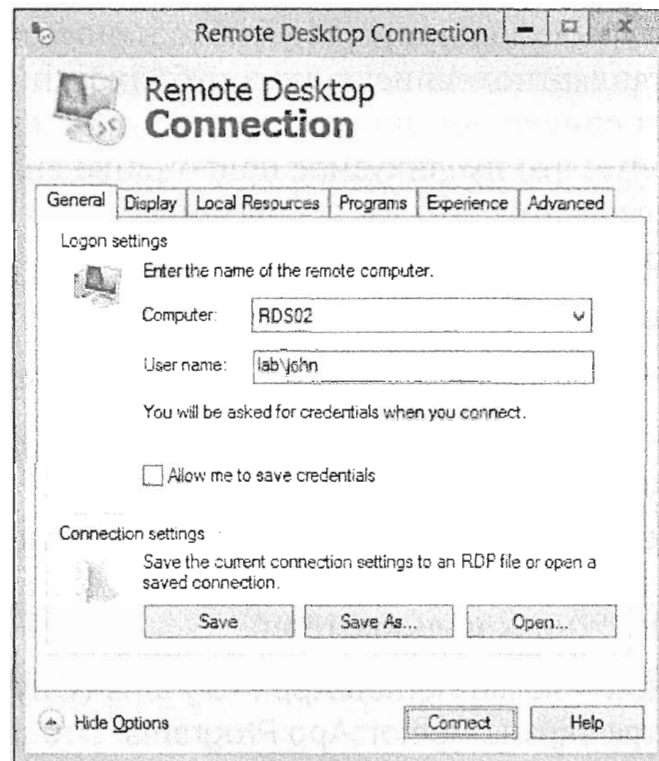 Remote Desktop Connection
Remote Desktop
Connection
General Display Local Resources Programs Experience Advanced
Logon settings
Enter the name of the remote computer.
Computer: RDS02
User name: lab\john
You will be asked for credentials when you connect.
Allow me to save credentials
Connection settings
Save the current connection settings to an RDP file or open a
saved connection.
Save Save As... Open...
Hide Options Connect Help